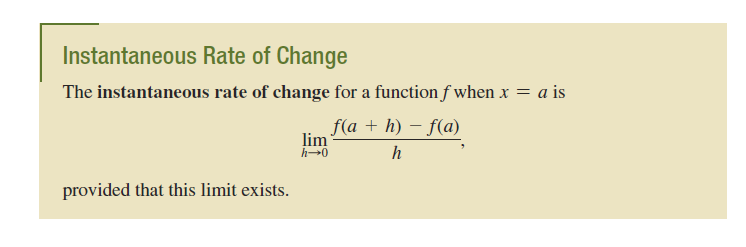 Instantaneous Rate of Change
The instantaneous rate of change for a function f when x = a is
lim h→0 f(a + h) − f(a) / h,
provided that this limit exists.